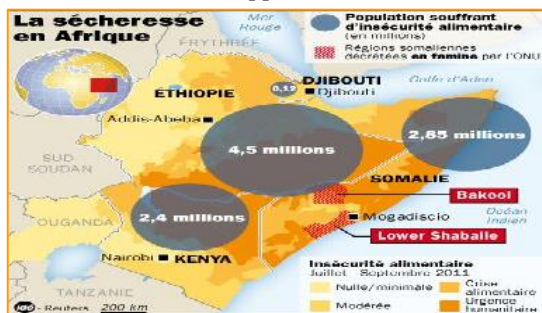 La sécheresse
en Afrique
Mer
Rouge
ÉRYTHRÉE
Population souffrant
d'insécurité alimentaire
(en millions)
Régions somaliennes
décrétées en famine par l'ONU
DJIBOUTI
Djibouti
Golfe d'Aden
0,12
ÉTHIOPIE
Addis-Abeba
4,5 millions
2,85 millions
SUD
SOUDAN
SOMALIE
Bakool
2,4 millions
OUGANDA
Mogadiscio
Océan
Indien
Lower Shabelle
Nairobi
KENYA
TANZANIE
Insécurité alimentaire
Juillet - Septembre 2011
Nulle/minimale
Modérée
Crise
alimentaire
Urgence
humanitaire
idé - Reuters 200 km